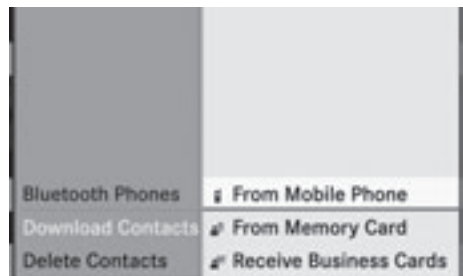 Bluetooth Phones
Download Contacts
Delete Contacts
From Mobile Phone
From Memory Card
Receive Business Cards